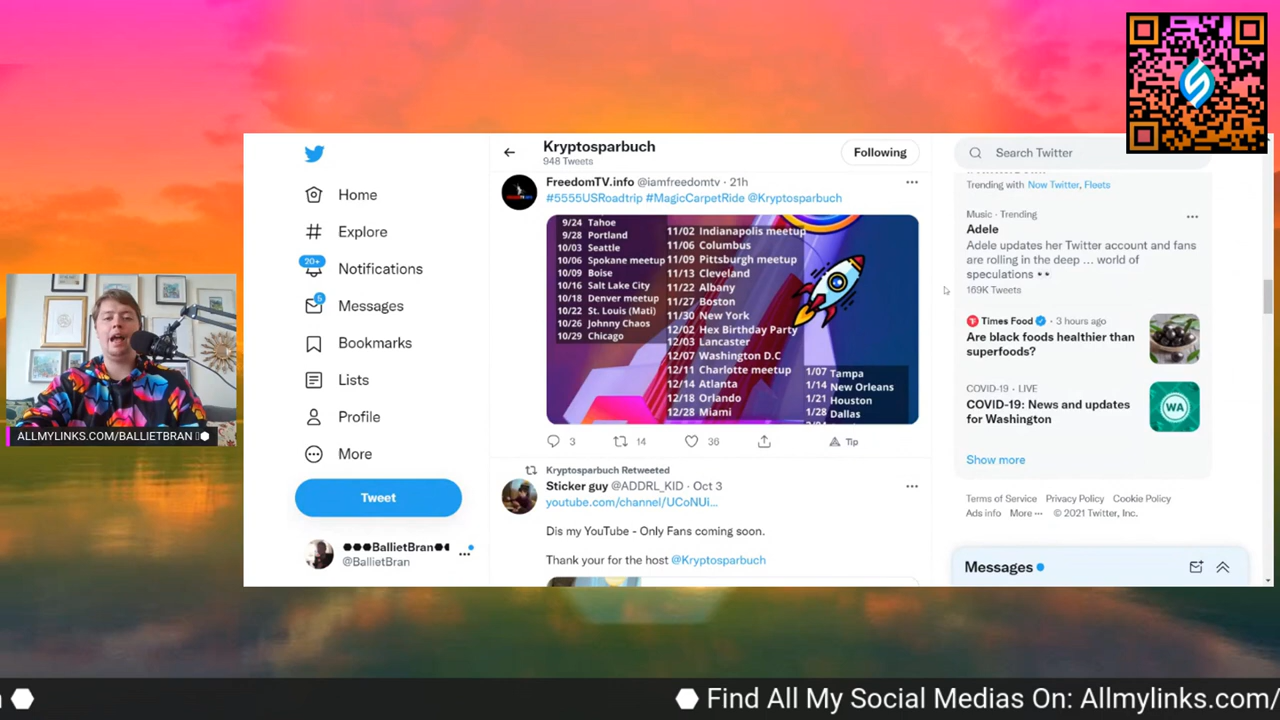 Home
Explore
20+
Notifications
5
Messages
Bookmarks
Lists
Profile
More
Tweet
BallietBran
@BallietBran
ALLMYLINKS.COM/BALLIETBRAN
Kryptosparbuch
948 Tweets
Following
FreedomTV.info @iamfreedomtv · 21h
#5555USRoadtrip #MagicCarpetRide @Kryptosparbuch
9/24 Tahoe
9/28 Portland
10/03 Seattle
10/06 Spokane meetup
10/09 Boise
10/16 Salt Lake City
10/18 Denver meetup
10/22 St. Louis (Mati)
10/26 Johnny Chaos
10/29 Chicago
11/02 Indianapolis meetup
11/06 Columbus
11/09 Pittsburgh meetup
11/13 Cleveland
11/22 Albany
11/27 Boston
11/30 New York
12/02 Hex Birthday Party
12/03 Lancaster
12/07 Washington D.C
12/11 Charlotte meetup
12/14 Atlanta
12/18 Orlando
12/28 Miami
1/07 Tampa
1/14 New Orleans
1/21 Houston
1/28 Dallas
3
14
36
Tip
Kryptosparbuch Retweeted
Sticker guy @ADDRL_KID · Oct 3
youtube.com/channel/UCoNUi...
Dis my YouTube - Only Fans coming soon.
Thank your for the host @Kryptosparbuch
Search Twitter
Trending with Now Twitter, Fleets
Music · Trending
Adele
Adele updates her Twitter account and fans
are rolling in the deep ... world of
speculations 👀
169K Tweets
Times Food · 3 hours ago
Are black foods healthier than
superfoods?
COVID-19 · LIVE
COVID-19: News and updates
for Washington
WA
Show more
Terms of Service Privacy Policy Cookie Policy
Ads info More ··· © 2021 Twitter, Inc.
Messages
Find All My Social Medias On: Allmylinks.com/